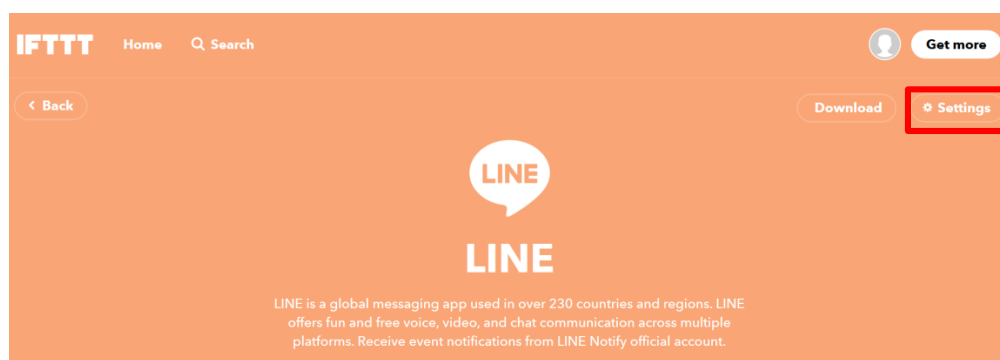 IFTTT Home Search Get more
Back Download Settings
LINE
LINE
LINE is a global messaging app used in over 230 countries and regions. LINE
offers fun and free voice, video, and chat communication across multiple
platforms. Receive event notifications from LINE Notify official account.